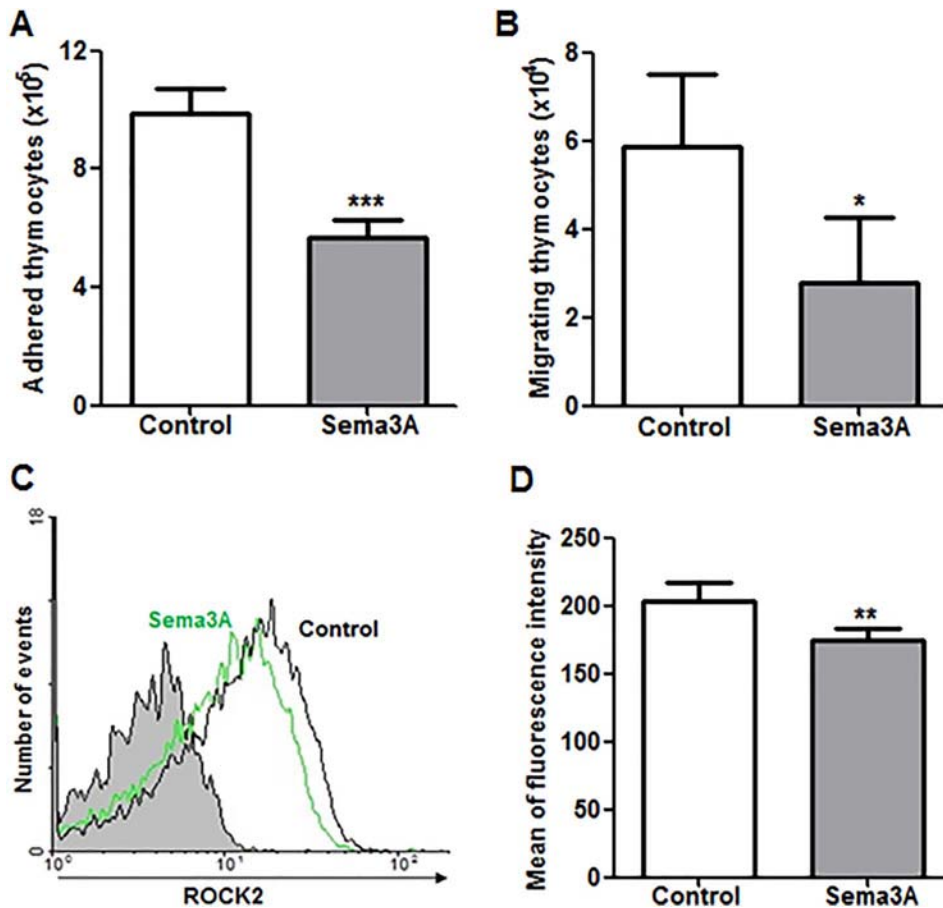 A
Adhered thymocytes (x10⁵)
12
8
4
0
***
Control
Sema3A
B
Migrating thymocytes (x10⁴)
8
6
4
2
0
*
Control
Sema3A
C
Number of events
18
0
Sema3A
Control
10⁰
10¹
10²
ROCK2
D
Mean of fluorescence intensity
250
200
150
100
50
0
**
Control
Sema3A